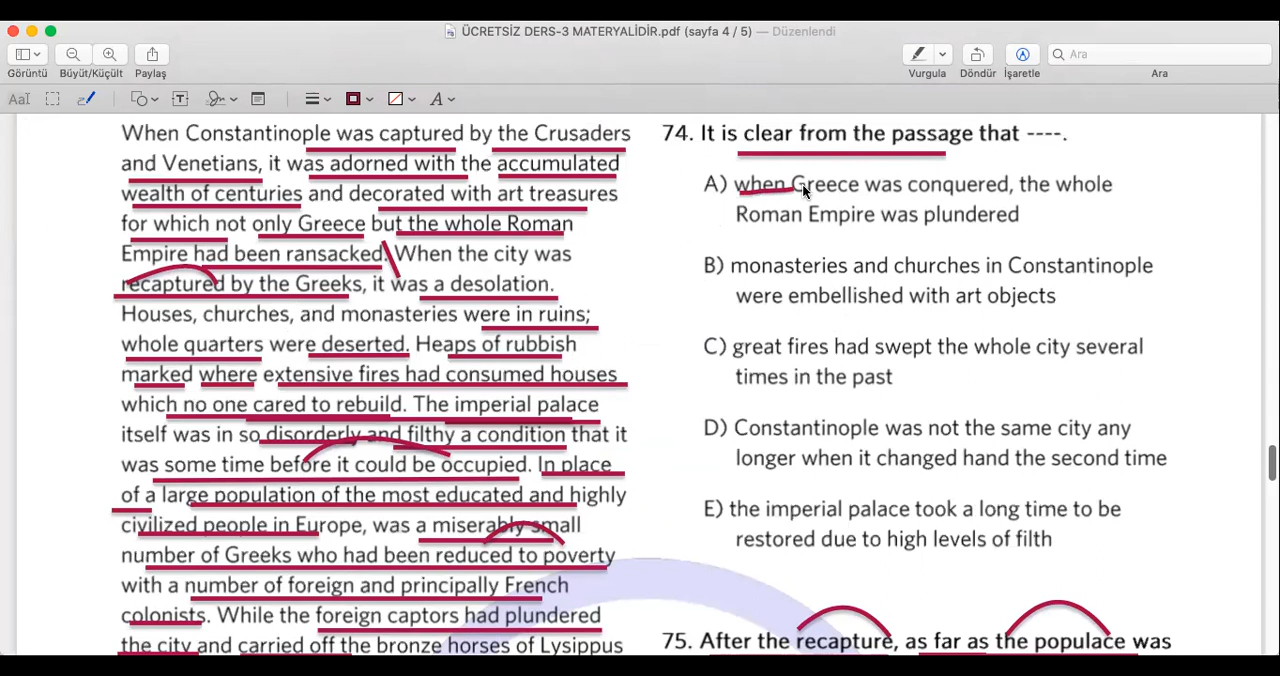 ÜCRETSİZ DERS-3 MATERYALİDİR.pdf (sayfa 4 / 5) — Düzenlendi
Ara
Görüntü Büyüt/Küçült Paylaş Vurgula Döndür İşaretle Ara
AaI T A
When Constantinople was captured by the Crusaders
and Venetians, it was adorned with the accumulated
wealth of centuries and decorated with art treasures
for which not only Greece but the whole Roman
Empire had been ransacked. When the city was
recaptured by the Greeks, it was a desolation.
Houses, churches, and monasteries were in ruins;
whole quarters were deserted. Heaps of rubbish
marked where extensive fires had consumed houses
which no one cared to rebuild. The imperial palace
itself was in so disorderly and filthy a condition that it
was some time before it could be occupied. In place
of a large population of the most educated and highly
civilized people in Europe, was a miserably small
number of Greeks who had been reduced to poverty
with a number of foreign and principally French
colonists. While the foreign captors had plundered
the city and carried off the bronze horses of Lysippus
74. It is clear from the passage that ----.
A) when Greece was conquered, the whole
Roman Empire was plundered
B) monasteries and churches in Constantinople
were embellished with art objects
C) great fires had swept the whole city several
times in the past
D) Constantinople was not the same city any
longer when it changed hand the second time
E) the imperial palace took a long time to be
restored due to high levels of filth
75. After the recapture, as far as the populace was